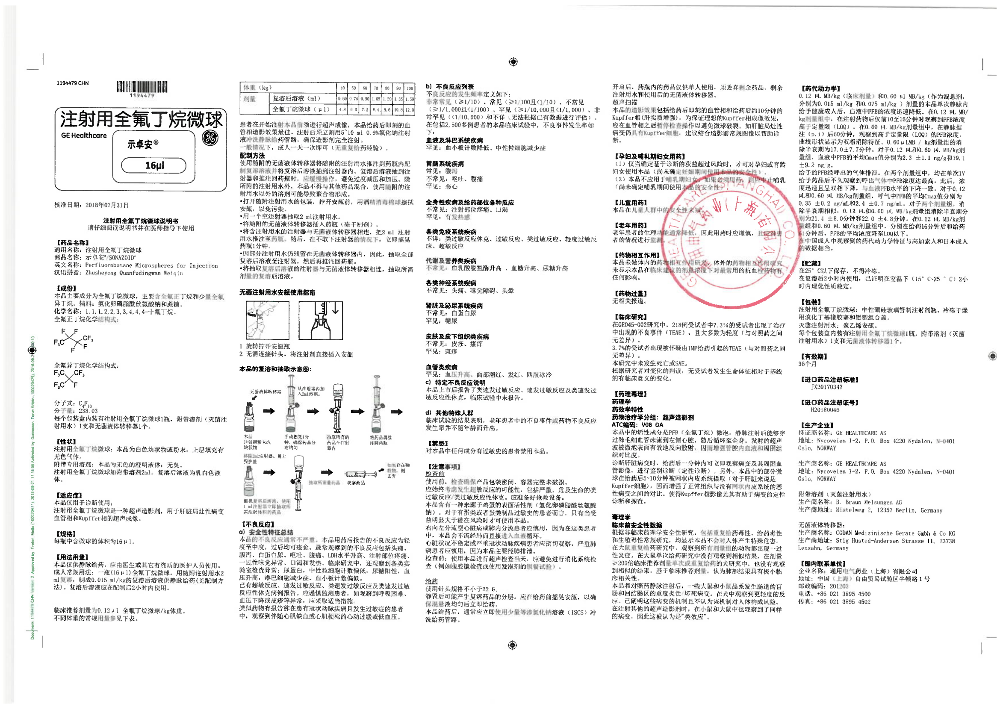 1194479 CHN
1194479
注射用全氟丁烷微球
GE Healthcare
示卓安®
16μl
核准日期：2018年07月31日
注射用全氟丁烷微球说明书
请仔细阅读说明书并在医师指导下使用
【药品名称】
通用名称：注射用全氟丁烷微球
商品名称：示卓安®/SONAZOID®
英文名称：Perfluorobutane Microspheres for Injection
汉语拼音：Zhusheyong Quanfudingwan Weiqiu
【成份】
本品主要成分为全氟丁烷微球，主要含全氟正丁烷和少量全氟
异丁烷。辅料：氢化卵磷脂酰丝氨酸钠和蔗糖。
化学名称：1,1,1,2,2,3,3,4,4,4-十氟丁烷。
全氟正丁烷化学结构式：
F F
F₃C CF₃
F F
全氟异丁烷化学结构式：
F₃C CF₃
F₃C F
分子式：C₄F₁₀
分子量：238.03
每个包装盒内装有注射用全氟丁烷微球1瓶，附带溶剂（灭菌注
射用水）1支和无菌液体转移器1个。
【性状】
注射用全氟丁烷微球：本品为白色块状物或粉末；上层填充有
无色气体。
附带专用溶剂：本品为无色的澄明液体；无臭。
注射用全氟丁烷微球加附带溶剂2ml。复溶后溶液为乳白色液
体。
【适应症】
本品仅用于诊断使用；
注射用全氟丁烷微球是一种超声造影剂，用于肝脏局灶性病变
血管相和Kupffer相的超声成像。
【规格】
每瓶中含微球的体积为16μl。
【用法用量】
本品仅供静脉给药，应由医生或其它有资质的医护人员使用。
成人常规用法：一瓶(16μl)全氟丁烷微球，用随附注射用水2
ml复溶，制成0.015 ml/kg的复溶后溶液供静脉给药(见配制方
法)。复溶后溶液应在配制后2小时内使用。
临床推荐剂量为0.12μl 全氟丁烷微球/kg体重。
不同体重的常规用量参见下表。
体重（kg） 10 50 60 70 80 90 100
剂量 复溶后溶液（ml） 0.60 0.75 0.90 1.05 1.20 1.35 1.50
全氟丁烷微球（μl） 4.8 6.0 7.2 8.4 9.6 10.8 12.0
患者在开始注射本品前须进行超声成像，本品给药后即刻的血
管相造影效果最佳。注射后须立刻用5~10 ml 0.9%氯化钠注射
液冲洗静脉给药管路，确保造影剂完全注射。
一般情况下，成人一天一次即可（无重复给药经验）。
配制方法
使用随附的无菌液体转移器将随附的注射用水推注到药瓶内配
制复溶溶液并将复溶后溶液抽到注射器内。复溶后溶液抽到注
射器和推注回药瓶时，应缓慢操作，避免过度减压和加压。除
所附的注射用水外，本品不得与其他药品混合，使用随附的注
射用水以外的溶剂可能导致聚合物形成。
•打开随附注射用水的包装：拧开安瓿前，用酒精消毒棉球擦拭
安瓿，以免污染。
•用一个空注射器抽取2 ml注射用水。
•将随附的无菌液体转移器插入药瓶（冻干制剂）。
•将含注射用水的注射器与无菌液体转移器相连，把2 ml 注射
用水推注至药瓶。随后，在不取下注射器的情况下，立即摇晃
药瓶1分钟。
•因部分注射用水仍残留在无菌液体转移器内，因此，抽取全部
复溶后溶液至注射器，然后再推注回药瓶。
•将抽取复溶后溶液的注射器与无菌液体转移器相连，抽取所需
剂量的复溶后溶液。
无菌注射用水安瓿使用指南
1 旋转拧开安瓿瓶
2 无需连接针头，将注射剂直接插入安瓿
本品的复溶和抽取示意图：
无菌液体转移器
从注射器内加
入2ml溶剂。
本品
注射用粉末或
块状物
手动摇晃1分
钟，确保药品分
布均匀
抽取所有的
药品至注射
器内
将药品再推
注回药瓶
移除2ml注射器、盖上
保护盖
抽取所需量药品
观察药品
如果存在颗
粒物，则
丢弃
摇晃复溶后溶液，使用
1 ml注射器立即抽取所
需注射体积的药品
【不良反应】
a) 安全性特征总结
本品的不良反应通常不严重。本品用药后报告的不良反应为轻
度至中度，过后均可痊愈。最常观察到的不良反应包括头痛、
腹泻、白蛋白尿、呕吐、腹痛、LDH水平升高、注射部位疼痛、
一过性味觉异常、口渴和发热。临床研究中，还观察到各类实
验室检查异常：尿蛋白，中性粒细胞计数偏低，尿糖阳性，血
压升高，淋巴细胞减少症，血小板计数偏低。
已有超敏反应、速发过敏反应、类速发过敏反应及类速发过敏
反应性休克病例报告。应谨慎监测患者，如观察到呼吸困难、
血压下降或皮疹等异常，应采取适当措施。
类似药物有报告称在患有冠状动脉疾病且发生过敏症的患者
中，观察到伴随心肌缺血或心肌梗死的心动过缓或低血压。
b) 不良反应列表
不良反应的发生频率定义如下：
非常常见（≥1/10）、常见（≥1/100且<1/10）、不常见
（≥1/1,000且<1/100）、罕见（≥1/10,000且<1/1,000）、非
常罕见（<1/10,000）和不详（无法根据已有数据进行评估）。
在包括2,500多例患者的本品临床试验中，不良事件发生率如
下：
血液及淋巴系统疾病
罕见：血小板计数降低、中性粒细胞减少症
胃肠系统疾病
常见：腹泻
不常见：呕吐、腹痛
罕见：恶心
全身性疾病及给药部位各种反应
不常见：注射部位疼痛、口渴
罕见：有发热感
各类免疫系统疾病
不详：类过敏反应休克、过敏反应、类过敏反应、轻度过敏反
应、超敏反应
代谢及营养类疾病
不常见：血乳酸脱氢酶升高 、血糖升高、尿糖升高
各类神经系统疾病
不常见：头痛、味觉障碍、头晕
肾脏及泌尿系统疾病
不常见：白蛋白尿
罕见：糖尿
皮肤及皮下组织类疾病
不常见：皮疹、瘙痒
罕见：斑疹
血管类疾病
罕见：血压升高、面部潮红、发红、四肢冰冷
c) 特定不良反应说明
本品上市后报告了类速发过敏反应、速发过敏反应及类速发过
敏反应性休克，临床试验中未报告。
d) 其他特殊人群
临床试验的结果表明，老年患者中的不良事件或药物不良反应
发生率并不随年龄而升高。
【禁忌】
对本品中任何成分有过敏史的患者禁用本品。
【注意事项】
检查前
使用前，检查确保产品包装密闭、容器完整未破损。
应始终考虑发生超敏反应的可能性，包括严重、危及生命的类
过敏反应/类过敏反应性休克。应准备好抢救设备。
本品含有一种来源于鸡蛋的表面活性剂（氢化卵磷脂酰丝氨酸
钠）。对于有蛋类或者蛋类制品过敏史的患者而言，只有当受
益明显大于潜在风险时才可使用本品。
右向左分流型心脏病或肺内分流患者应慎用，因为在这类患者
中，本品会不流经肺而直接进入血液循环。
心脏状况不稳定或严重冠状动脉疾病患者应密切观察，严重肺
病患者应慎用，因为本品主要经肺排泄。
检查前：使用本品进行超声检查当天，应避免进行消化系统检
查（例如腹腔镜检查或使用发泡剂的钡餐试验）。
给药
使用针头规格不小于22 G。
静置后可能产生复溶药品的分层，应在给药前摇晃安瓿，以确
保混悬液均匀后立即给药。
本品给药后，通常应立即使用少量等渗氯化钠溶液（ISCS）冲
洗给药管路。
开启后，药瓶内的药品仅供单人使用，须丢弃剩余药品、剩余
注射用水和使用后的无菌液体转移器。
超声扫描
本品的造影效果包括给药后即刻的血管相和给药后约10分钟的
Kupffer相(肝实质增强)。为保证理想的Kupffer相成像效果，
应在血管相之后暂停检查操作以避免微球破裂。如肝脏局灶性
病变仍具有Kupffer细胞，建议结合造影前常规图像以帮助诊
断。
【孕妇及哺乳期妇女用药】
（1）仅当确定基于诊断的获益超过风险时，才可对孕妇或有育龄
妇女使用本品（尚未确定妊娠期间使用本品的安全性）。
（2）本品不应用于哺乳期妇女。如果必须用药，则应中止哺乳
（尚未确定哺乳期间使用本品的安全性）
【儿童用药】
本品在儿童人群中的安全性未知。
【老年用药】
老年患者的生理功能通常降低，因此用药时应谨慎，且应对患
者的情况进行监测。
【药物相互作用】
本品未做体内的药物相互作用研究，体外的药物相互作用研究
未显示本品在临床建议的剂量浓度下对最常用的抗血栓药物有
任何影响。
【药物过量】
无相关报道。
【临床研究】
在GE045-002研究中，218例受试者中7.3%的受试者出现了治疗
中出现的不良事件（TEAE），且大多数为轻度（与对照药之间
无差异）。
3.7%的受试者出现被怀疑由IMP给药引起的TEAE（与对照药之间
无差异）。
本研究中未发生死亡或SAE。
根据研究者对变化的判读，无受试者发生生命体征相对于基线
的有临床意义的变化。
【药理毒理】
药理学
药效学特性
药物治疗学分组：超声造影剂
ATC编码：V08 DA
本品中的活性成分是PFB（全氟丁烷）微泡，静脉注射后能够穿
过肺毛细血管床流到左侧心腔，随后循环至全身。发射的超声
波被微泡表面有效地反向散射，因而增强管腔内血液和周围组
织对比度。
诊断肝脏病变时，给药后一分钟内可立即观察病变及其周围血
管影像，进行鉴别诊断（定性诊断）。另外，本品中的部分微
球在给药后5~10分钟被网状内皮系统摄取（对于肝脏来说是
Kupffer细胞），因而增强了正常组织与没有网状内皮系统的恶
性病变之间的对比。使得Kupffer相影像尤其有助于病变的定性
诊断和探查。
毒理学
临床前安全性数据
根据非临床药理学安全性研究，包括重复给药毒性、给药毒性
和生殖毒性常规研究，均显示本品不会对人体产生特殊危害。
在大鼠重复给药研究中，观察到所有剂量组的动物都出现一过
性炎症。在大鼠单次给药研究中没有观察到相似结果，在剂量
≥200倍临床推荐剂量单次或重复给药的犬研究中，也没有观察
到相似的结果。基于临床推荐剂量，认为肺部结果具有极小临
床相关性。
本品和对照药静脉注射后，一些大鼠和小鼠品系发生肠道的盲
肠和回结肠区的重度炎性/坏死病变。在犬中观察到更轻度的反
应。已阐明这些病变的机制且不认为该机制对人体构成风险。
在注射其他的超声造影剂时，在小鼠和大鼠中也观察到了同样
的病变，因此这被认为是"类效应"。
【药代动力学】
0.12 μL MB/kg（临床剂量）和0.60 μl MB/kg（作为混悬剂，
分别为0.015 ml/kg 和0.075 ml/kg ）剂量的本品单次静脉内
给予健康成人后，血液中PFB的浓度迅速降低。在0.12 μL MB/
kg剂量组中，在注射药物后仅前10至15分钟时观察到PFB浓度
高于定量限（LOQ）。在0.60 μL MB/kg剂量组中，在静脉推
注（p.i）后60分钟，观察到高于定量限（LOQ）的PFB浓度，
曲线形状显示为双相消除特征。0.60μLMB / kg剂量组的消
除半衰期为17.0±7.7分钟。对于0.12 μL和0.60 μL MB/kg剂
量组，血液中PFB的平均Cmax值分别为2.3 ±1.1 ng/g和19.1
±9.2 ng g。
给予的PFB经呼出的气体排泄。在两个剂量组中，均在单次IV
给予药品后不久观察到呼出气体中PFB浓度达最高。此后，浓
度迅速且呈双相下降，与血液PFB水平的下降一致。对于0.12
μL和0.60 μL MB/kg剂量组，呼气中PFB的平均Cmax值分别为
0.35 ±0.2 ng/mL和2.4 ±0.7 ng/mL。对于两个剂量组，消
除半衰期相似，0.12 μL和0.60 μL MB/kg剂量组消除半衰期分
别为21.4 ±8.0分钟和22.0 ±4.8分钟。在0.12 μL MB/kg剂
量组和0.60 μL MB/kg剂量组中，分别在给药16分钟后和给药
61分钟后，PFB的平均浓度降至LOQ以下。
在中国成人中观察到的药代动力学特征与高加索人和日本成人
的数据相当。
【贮藏】
在25° C以下保存，不得冷冻。
在复溶后2小时内使用，已证明在室温下（15° C~25 ° C）2小
时内理化性质稳定。
【包装】
注射用全氟丁烷微球：中性硼硅玻璃管制注射剂瓶、冷冻干燥
用溴化丁基橡胶塞和铝塑组合盖。
灭菌注射用水：聚乙烯安瓿。
每个包装盒内装有注射用全氟丁烷微球1瓶，附带溶剂（灭菌
注射用水）1支和无菌液体转移器1个。
【有效期】
36个月
【进口药品注册标准】
JX20170347
【进口药品注册证号】
H20180046
【生产企业】
持证商名称：GE HEALTHCARE AS
地址：Nycoveien 1-2, P.O. Box 4220 Nydalen, N-0401
Oslo, NORWAY
生产商名称：GE HEALTHCARE AS
地址：Nycoveien 1-2, P.O. Box 4220 Nydalen, N-0401
Oslo, NORWAY
附带溶剂（灭菌注射用水）
生产商名称：B. Braun Melsungen AG
生产商地址：Mistelweg 2, 12357 Berlin, Germany
无菌液体转移器：
生产商名称：CODAN Medizinische Gerate Gmbh & Co KG
生产商地址：Stig Husted-Andersen Strasse 11, 23738
Lensahn, Germany
【国内联系单位】
企业名称：通用电气药业（上海）有限公司
地址：中国（上海）自由贸易试验区牛顿路1号
邮政编码：201203
电话：+86 021 3895 4500
传真：+86 021 3895 4502
GE HEALTHCARE (SHANGHAI) CO., LTD.
通用电气药业(上海)有限公司